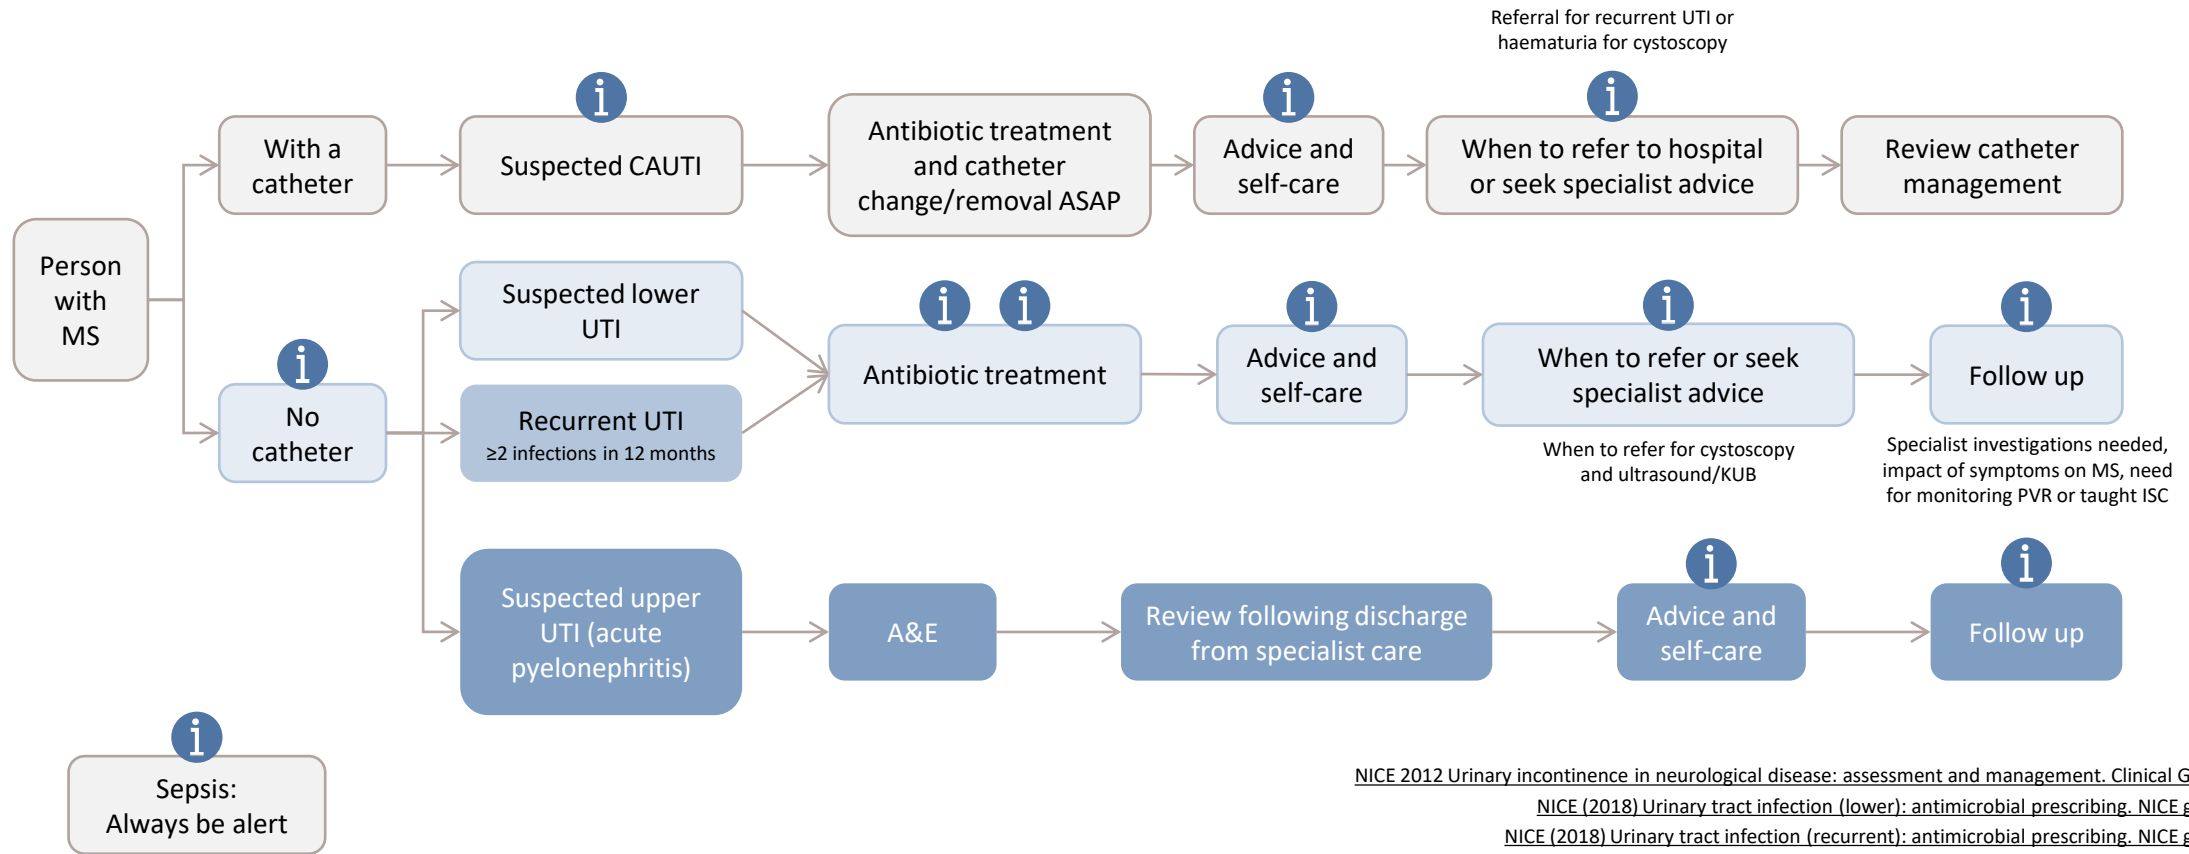 Referral for recurrent UTI or
haematuria for cystoscopy
i
i
i
With a
catheter
Suspected CAUTI
Antibiotic treatment
and catheter
change/removal ASAP
Advice and
self-care
When to refer to hospital
or seek specialist advice
Review catheter
management
Person
with
MS
i
No
catheter
Suspected lower
UTI
Recurrent UTI
≥2 infections in 12 months
i
i
Antibiotic treatment
i
Advice and
self-care
i
When to refer or seek
specialist advice
When to refer for cystoscopy
and ultrasound/KUB
i
Follow up
Specialist investigations needed,
impact of symptoms on MS, need
for monitoring PVR or taught ISC
Suspected upper
UTI (acute
pyelonephritis)
A&E
Review following discharge
from specialist care
i
Advice and
self-care
i
Follow up
i
Sepsis:
Always be alert
NICE 2012 Urinary incontinence in neurological disease: assessment and management. Clinical G
NICE (2018) Urinary tract infection (lower): antimicrobial prescribing. NICE g
NICE (2018) Urinary tract infection (recurrent): antimicrobial prescribing. NICE g